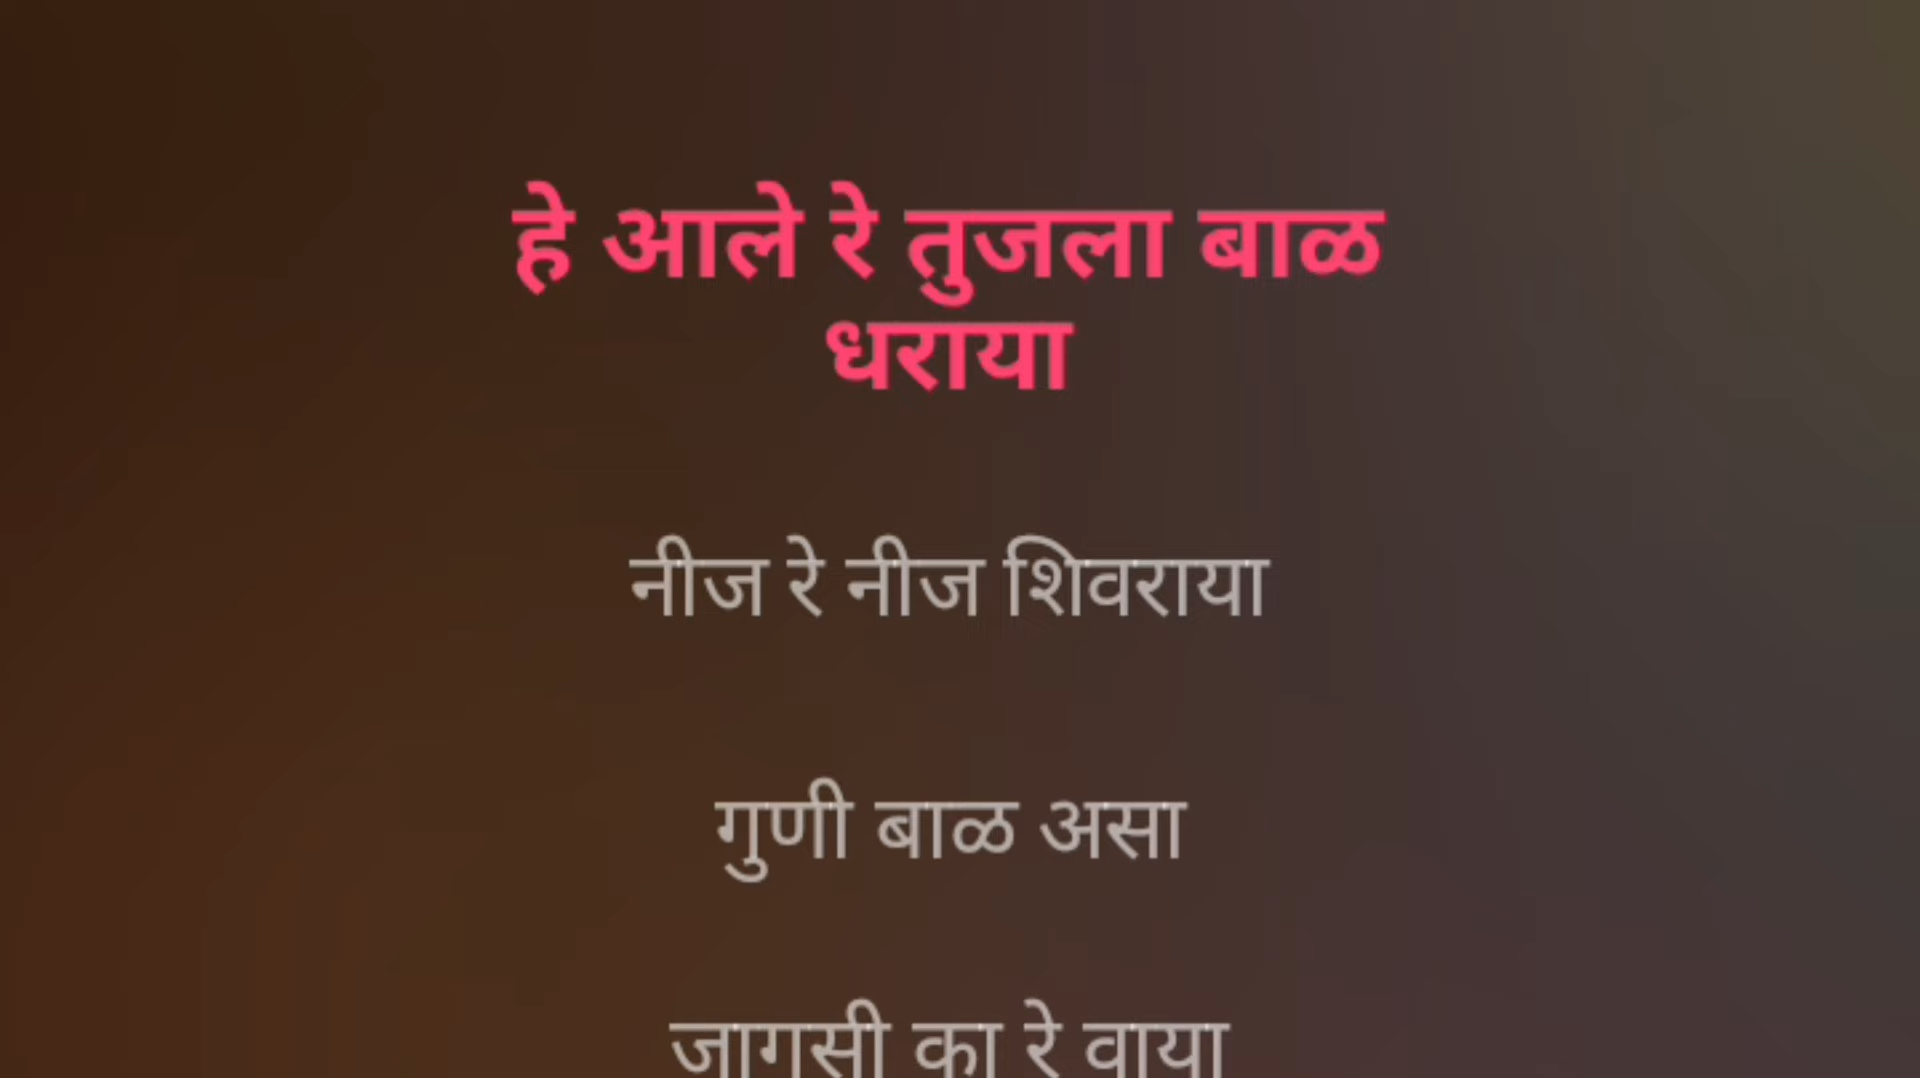 हे आले रे तुजला बाळ
धराया
नीज रे नीज शिवराया
गुणी बाळ असा
जागसी का रे वाया